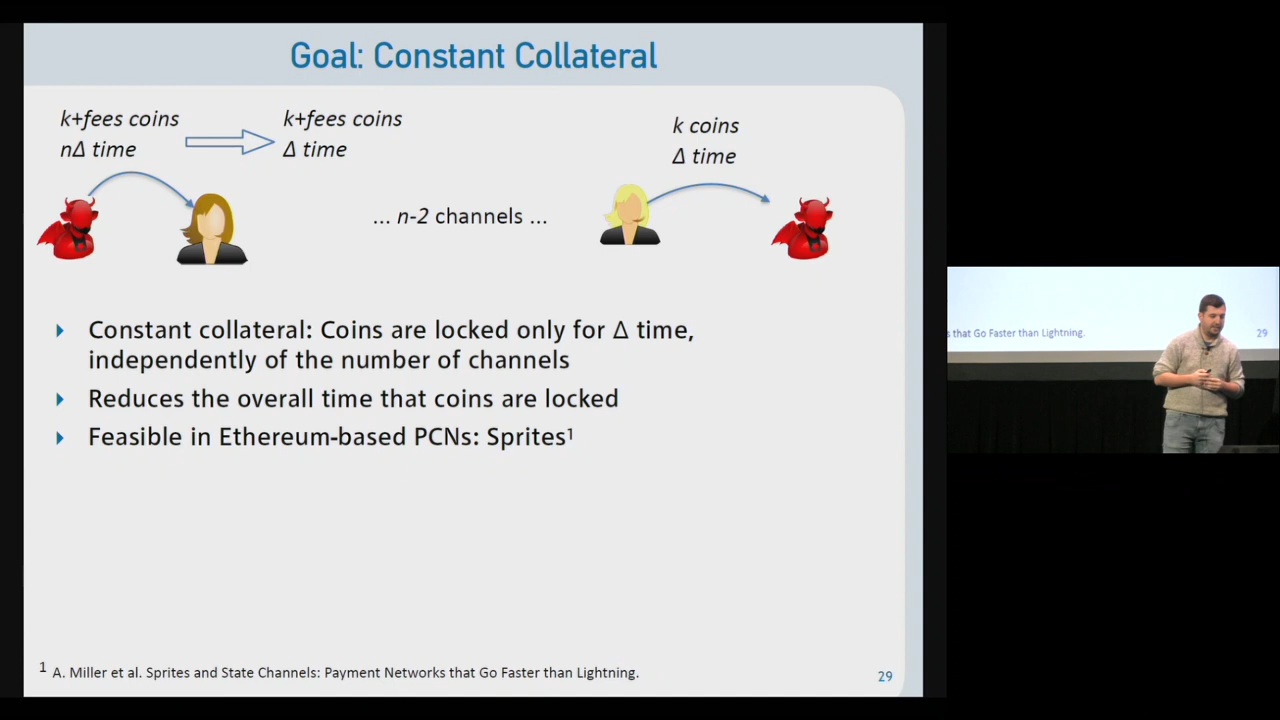 Goal: Constant Collateral
k+fees coins
nΔ time
k+fees coins
Δ time
k coins
Δ time
... n-2 channels ...
Constant collateral: Coins are locked only for Δ time,
independently of the number of channels
Reduces the overall time that coins are locked
Feasible in Ethereum-based PCNs: Sprites¹
1 A. Miller et al. Sprites and State Channels: Payment Networks that Go Faster than Lightning.
29
s that Go Faster than Lightning.
29